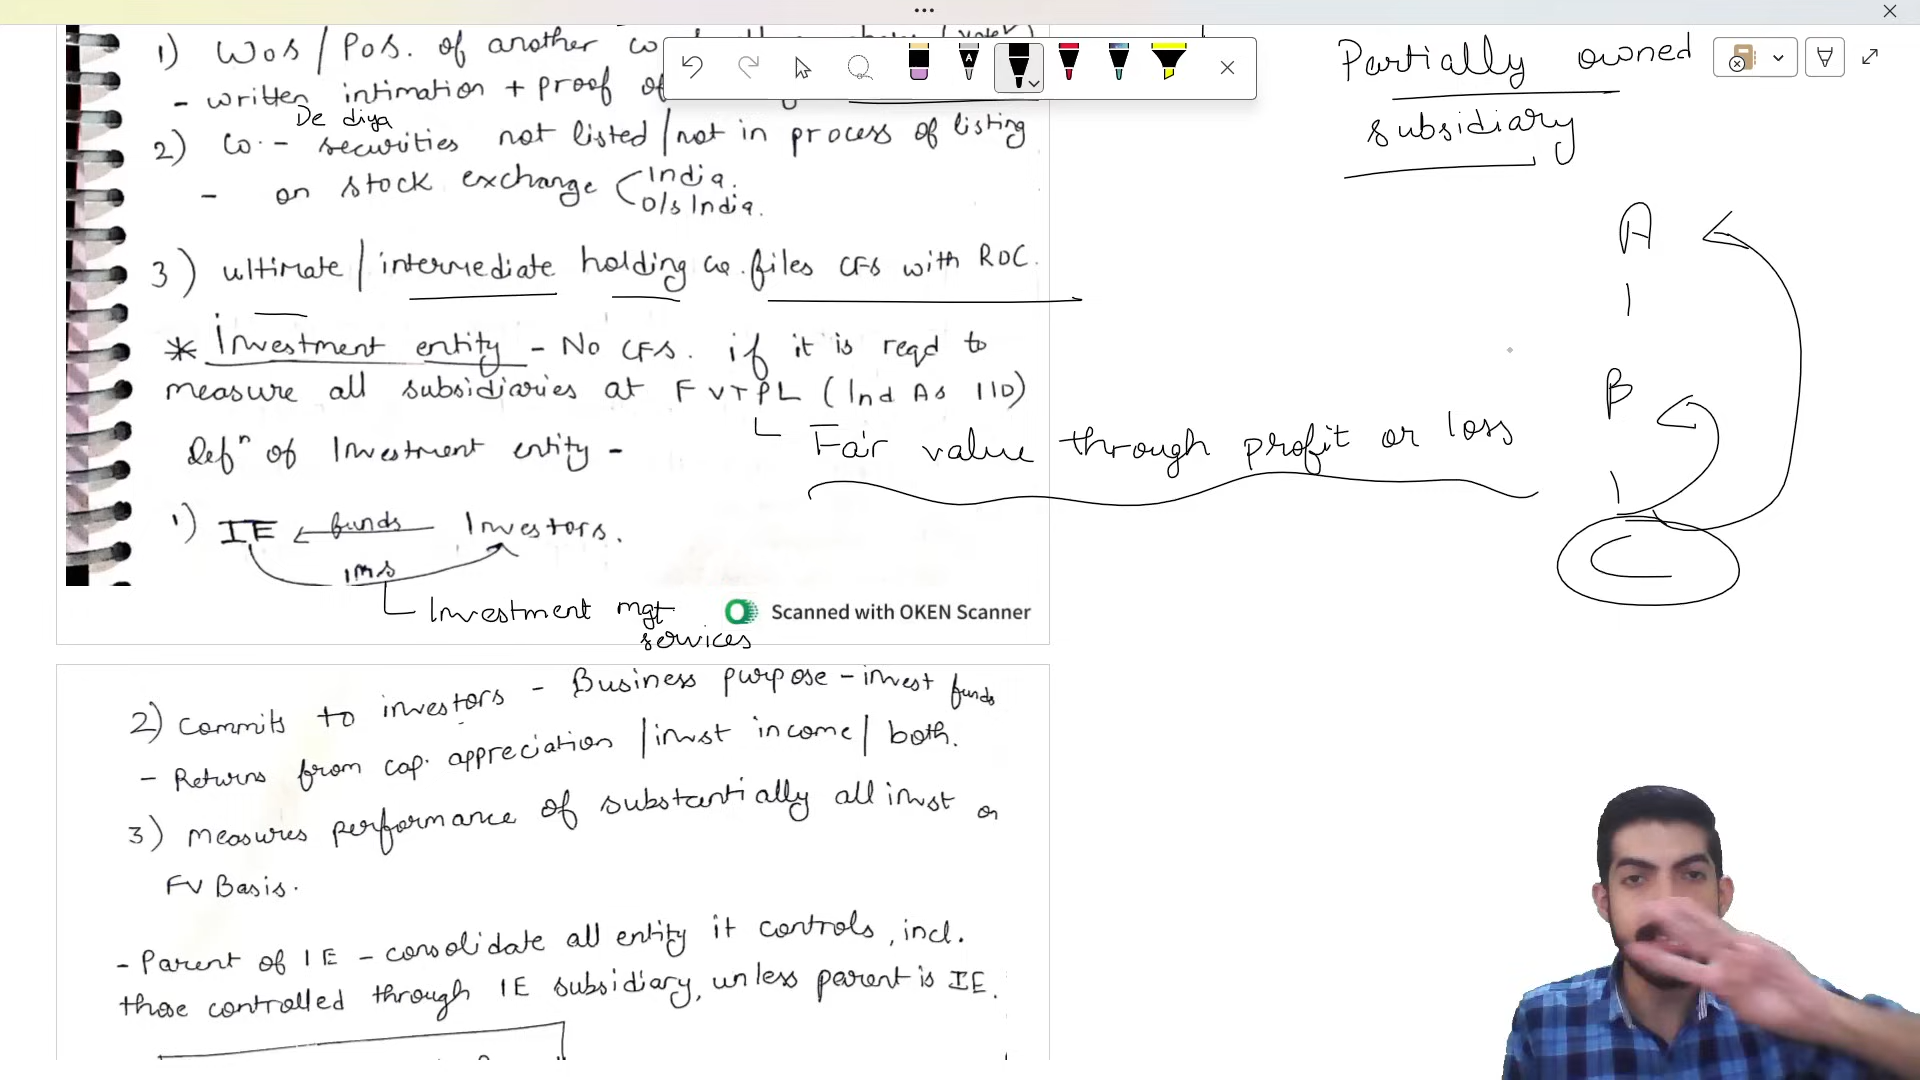 1) WOS / POS. of another co
- written intimation + proof of
De diya
2) Co. - securities not listed / not in process of listing
- on stock exchange India.
O/s India.
3) ultimate / intermediate holding co. files CFS with ROC.
* Investment entity - No CFS. if it is reqd to
measure all subsidiaries at FVTPL (Ind As 110)
Fair value through profit or loss
Defn of Investment entity -
1) IE funds Investors.
IMS
Investment mgt.
services
Scanned with OKEN Scanner
2) Commits to investors - Business purpose - invest funds
- Returns from cap. appreciation / invst income / both.
3) Measures performance of substantially all invst on
FV Basis.
- Parent of IE - consolidate all entity it controls, incl.
those controlled through IE subsidiary, unless parent is IE.
Partially owned
subsidiary
A
B
C